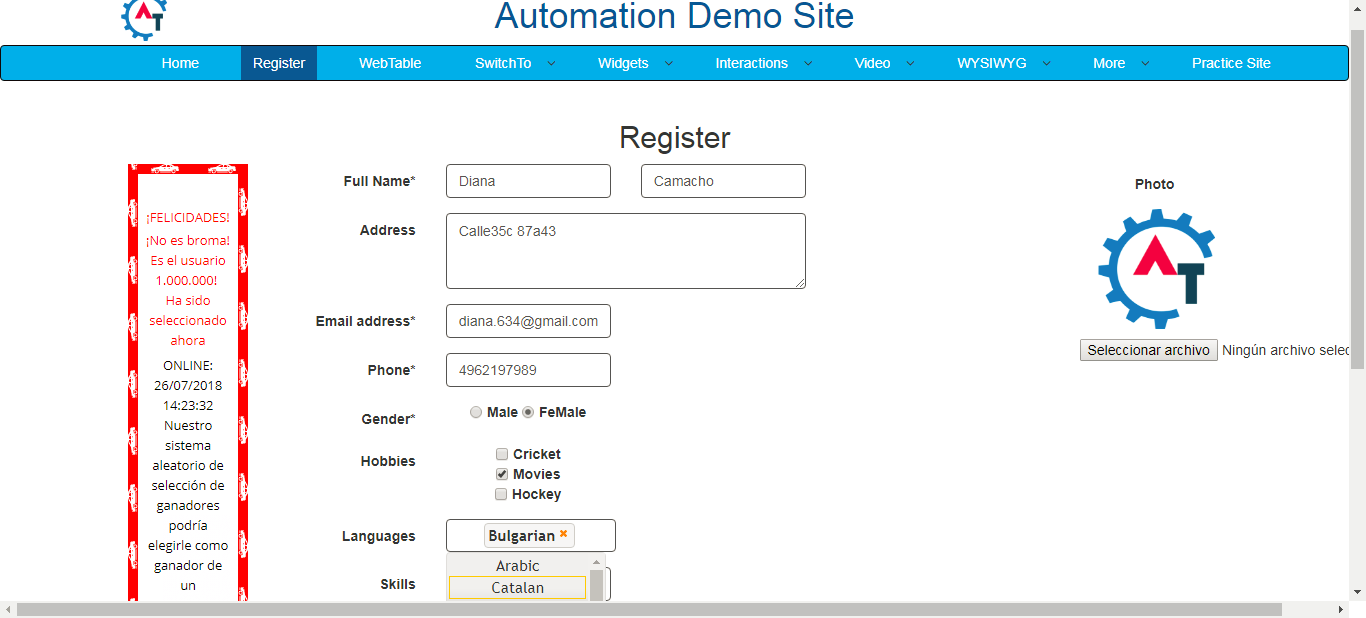 Automation Demo Site
Home Register WebTable SwitchTo Widgets Interactions Video WYSIWYG More Practice Site
Register
¡FELICIDADES!
¡No es broma!
Es el usuario
1.000.000!
Ha sido
seleccionado
ahora
ONLINE:
26/07/2018
14:23:32
Nuestro
sistema
aleatorio de
selección de
ganadores
podría
elegirle como
ganador de
un
Full Name* Diana Camacho
Address Calle35c 87a43
Email address* diana.634@gmail.com
Phone* 4962197989
Gender* Male FeMale
Hobbies Cricket
Movies
Hockey
Languages Bulgarian
Arabic
Skills
Catalan
Photo
AT
Seleccionar archivo Ningún archivo selec